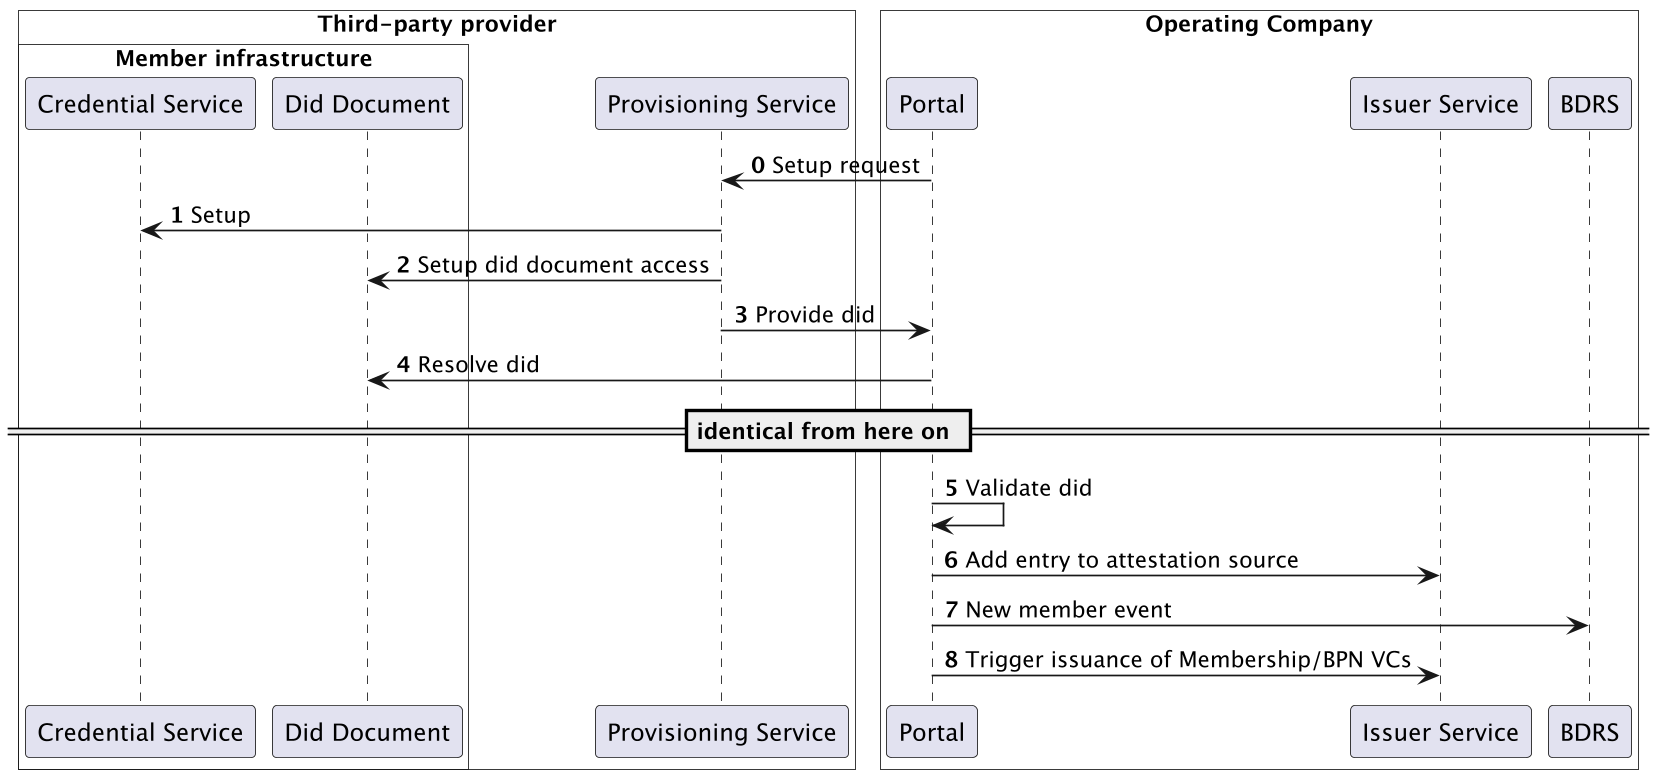 Third-party provider
Operating Company
Member infrastructure
Credential Service
Did Document
Provisioning Service
Portal
Issuer Service
BDRS
0 Setup request
1 Setup
2 Setup did document access
3 Provide did
4 Resolve did
identical from here on
5 Validate did
6 Add entry to attestation source
7 New member event
8 Trigger issuance of Membership/BPN VCs
Credential Service
Did Document
Provisioning Service
Portal
Issuer Service
BDRS